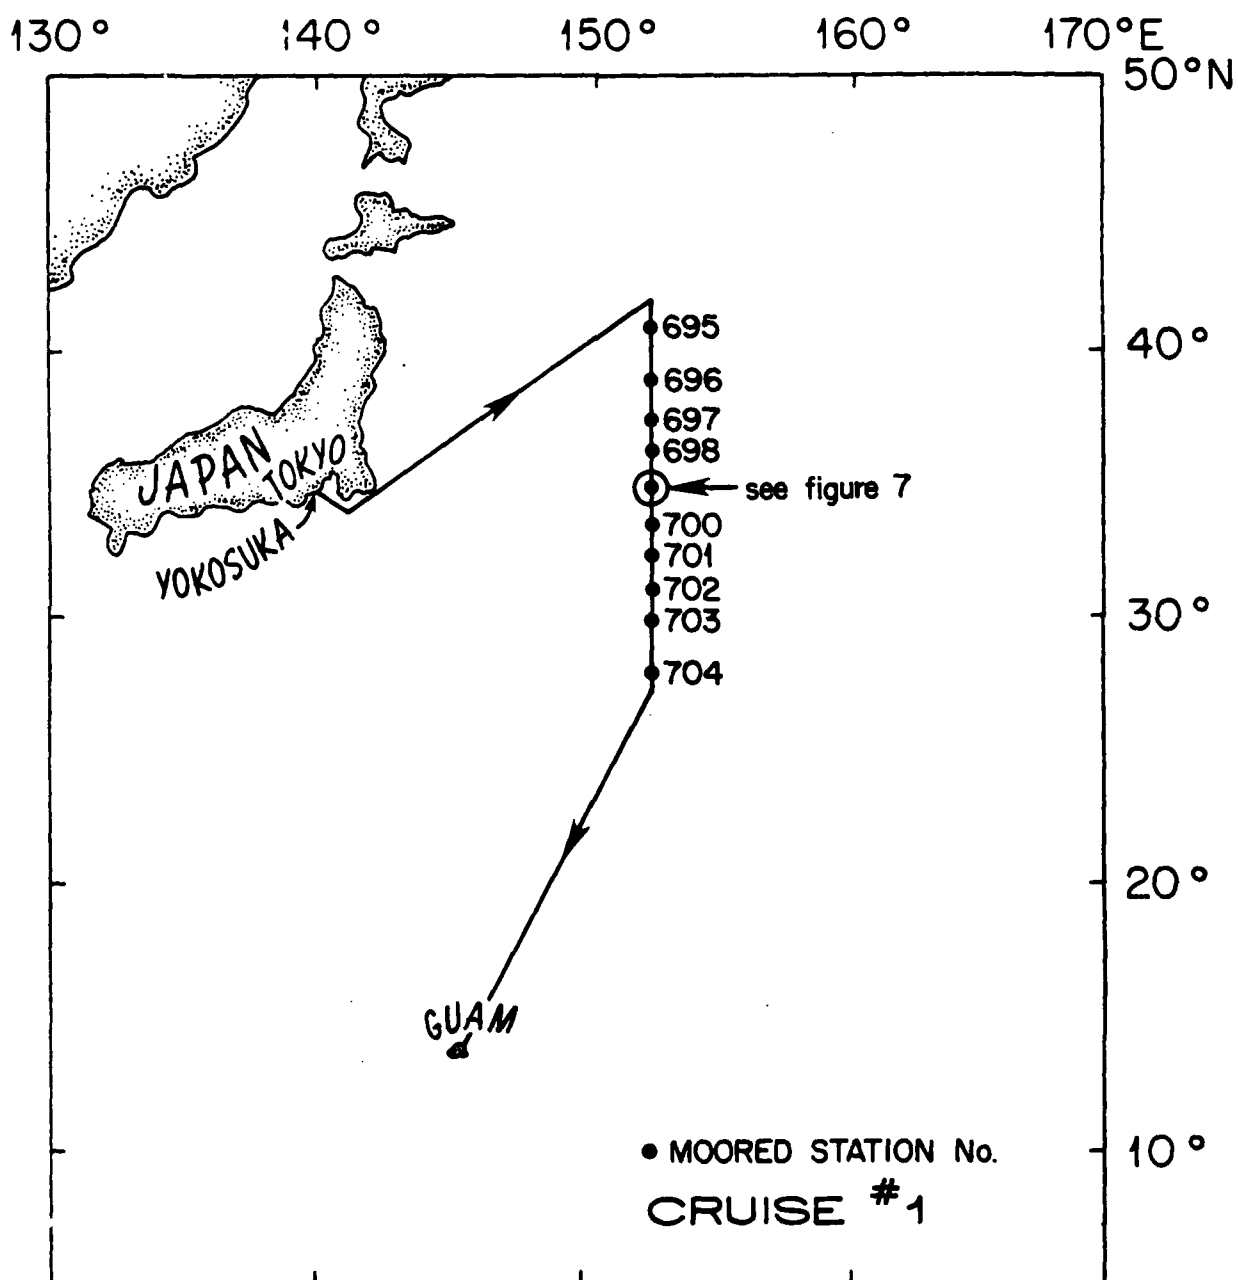 130° 140° 150° 160° 170°E
50°N
695
40°
696
697
JAPAN
TOKYO
698
see figure 7
700
YOKOSUKA
701
702
703
30°
704
20°
GUAM
● MOORED STATION No.
10°
CRUISE #1